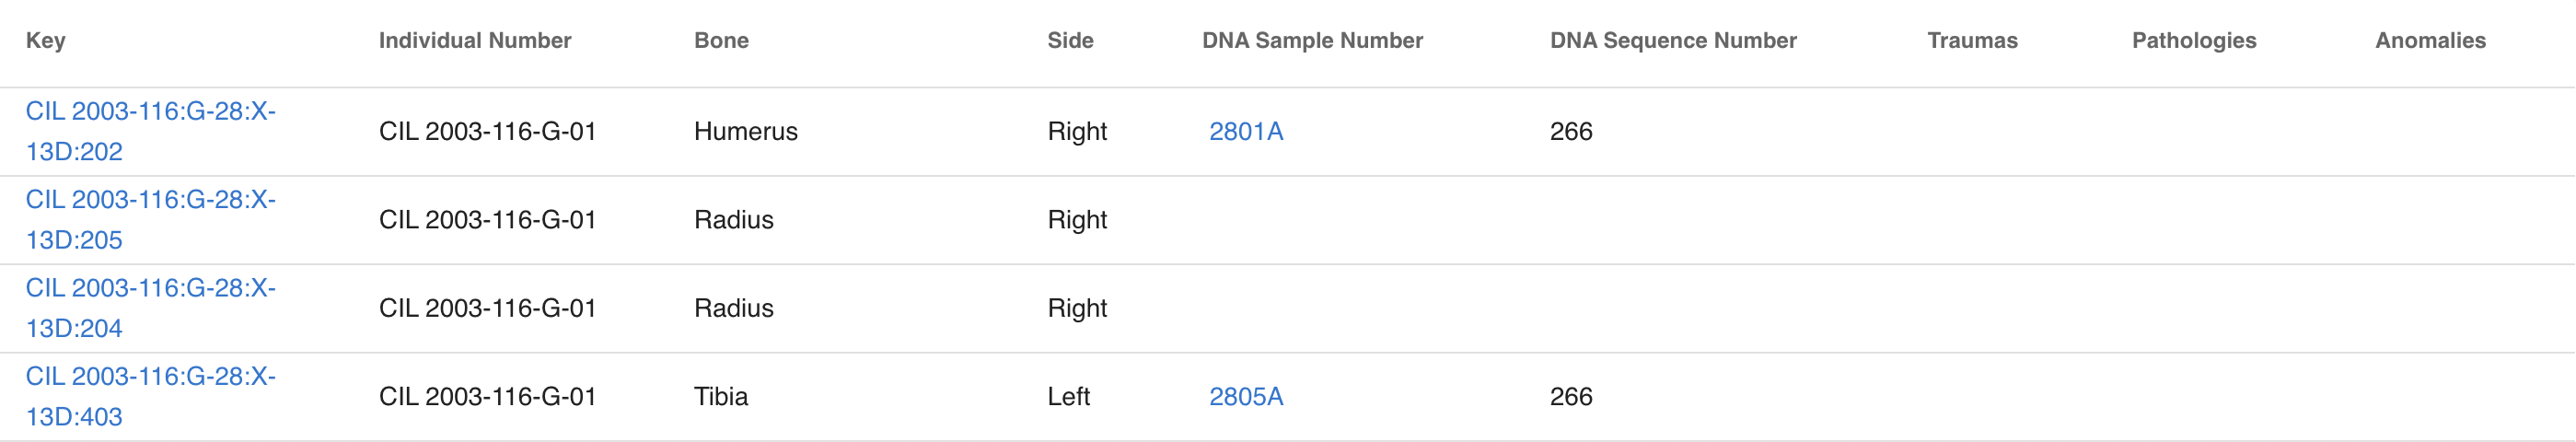 Key Individual Number Bone Side DNA Sample Number DNA Sequence Number Traumas Pathologies Anomalies
CIL 2003-116:G-28:X-
13D:202 CIL 2003-116-G-01 Humerus Right 2801A 266
CIL 2003-116:G-28:X-
13D:205 CIL 2003-116-G-01 Radius Right
CIL 2003-116:G-28:X-
13D:204 CIL 2003-116-G-01 Radius Right
CIL 2003-116:G-28:X-
13D:403 CIL 2003-116-G-01 Tibia Left 2805A 266